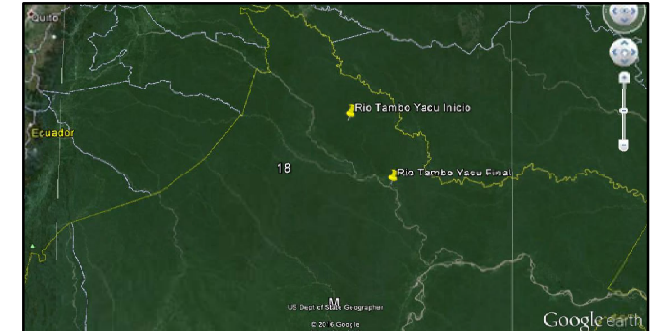 Quito
Rio Tambo Yacu Inicio
Ecuador
18
Rio Tambo Yacu Final
M
US Dept of State Geographer
© 2016 Google
Google earth